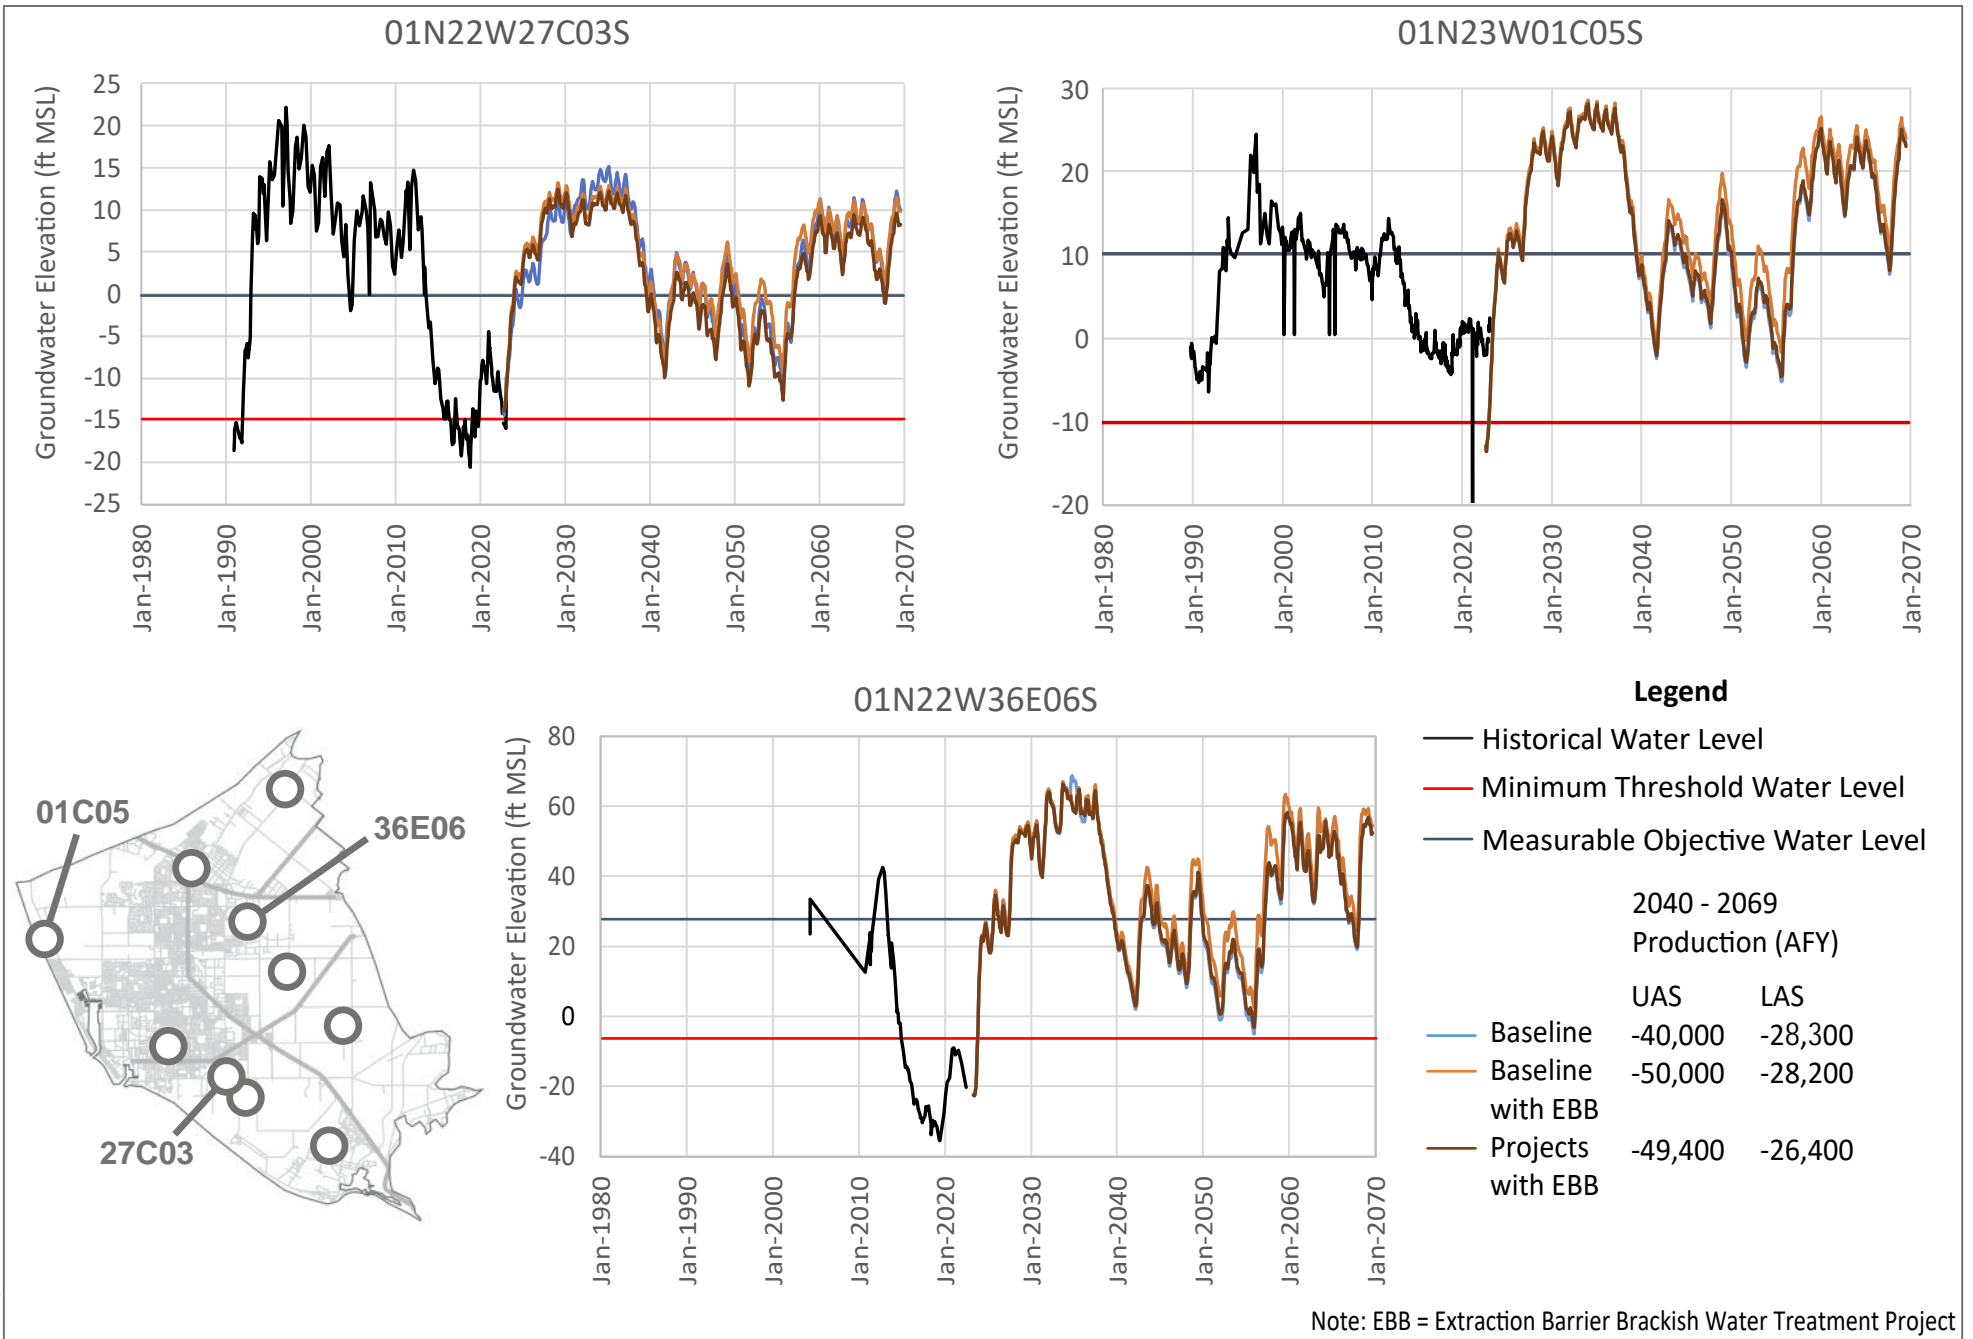 01N22W27C03S
Groundwater Elevation (ft MSL)
25
20
15
10
5
0
-5
-10
-15
-20
-25
Jan-1980
Jan-1990
Jan-2000
Jan-2010
Jan-2020
Jan-2030
Jan-2040
Jan-2050
Jan-2060
Jan-2070
01N23W01C05S
Groundwater Elevation (ft MSL)
30
20
10
0
-10
-20
Jan-1980
Jan-1990
Jan-2000
Jan-2010
Jan-2020
Jan-2030
Jan-2040
Jan-2050
Jan-2060
Jan-2070
01C05
36E06
27C03
01N22W36E06S
Groundwater Elevation (ft MSL)
80
60
40
20
0
-20
-40
Jan-1980
Jan-1990
Jan-2000
Jan-2010
Jan-2020
Jan-2030
Jan-2040
Jan-2050
Jan-2060
Jan-2070
Legend
Historical Water Level
Minimum Threshold Water Level
Measurable Objective Water Level
2040 - 2069
Production (AFY)
UAS LAS
Baseline -40,000 -28,300
Baseline -50,000 -28,200
with EBB
Projects -49,400 -26,400
with EBB
Note: EBB = Extraction Barrier Brackish Water Treatment Project